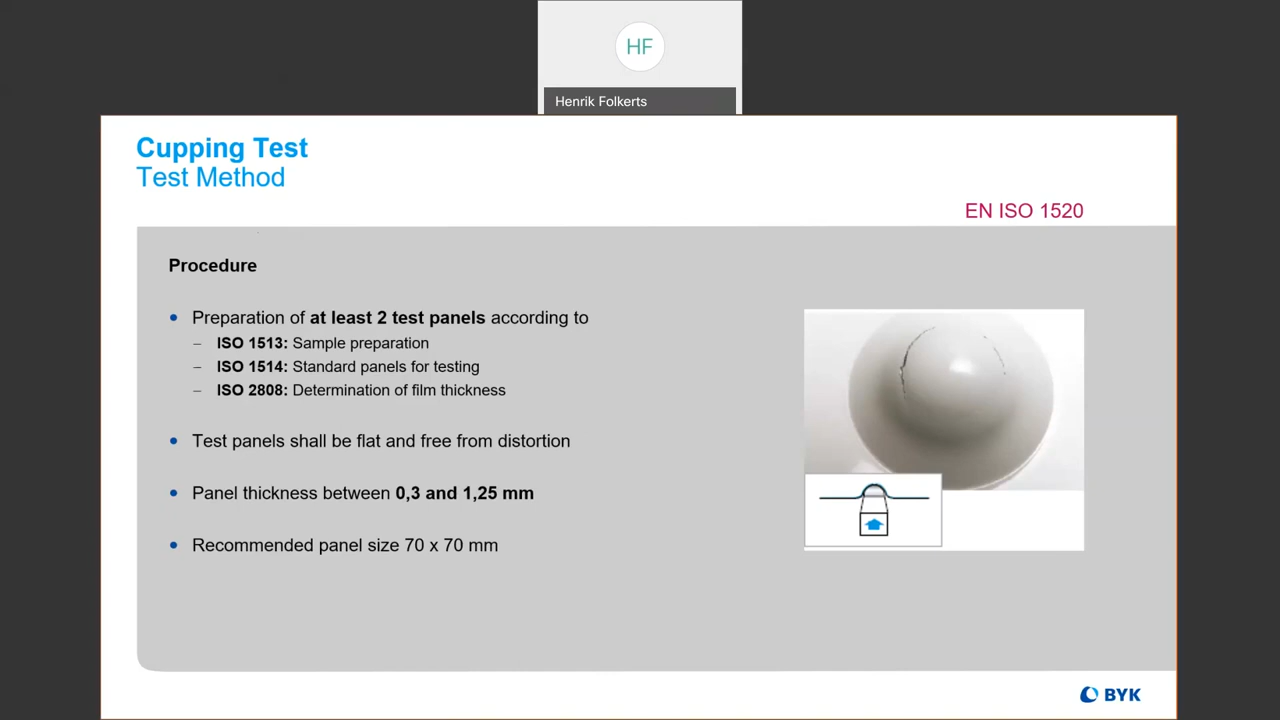 HF
Henrik Folkerts
Cupping Test
Test Method
EN ISO 1520
Procedure
• Preparation of at least 2 test panels according to
– ISO 1513: Sample preparation
– ISO 1514: Standard panels for testing
– ISO 2808: Determination of film thickness
• Test panels shall be flat and free from distortion
• Panel thickness between 0,3 and 1,25 mm
• Recommended panel size 70 x 70 mm
BYK